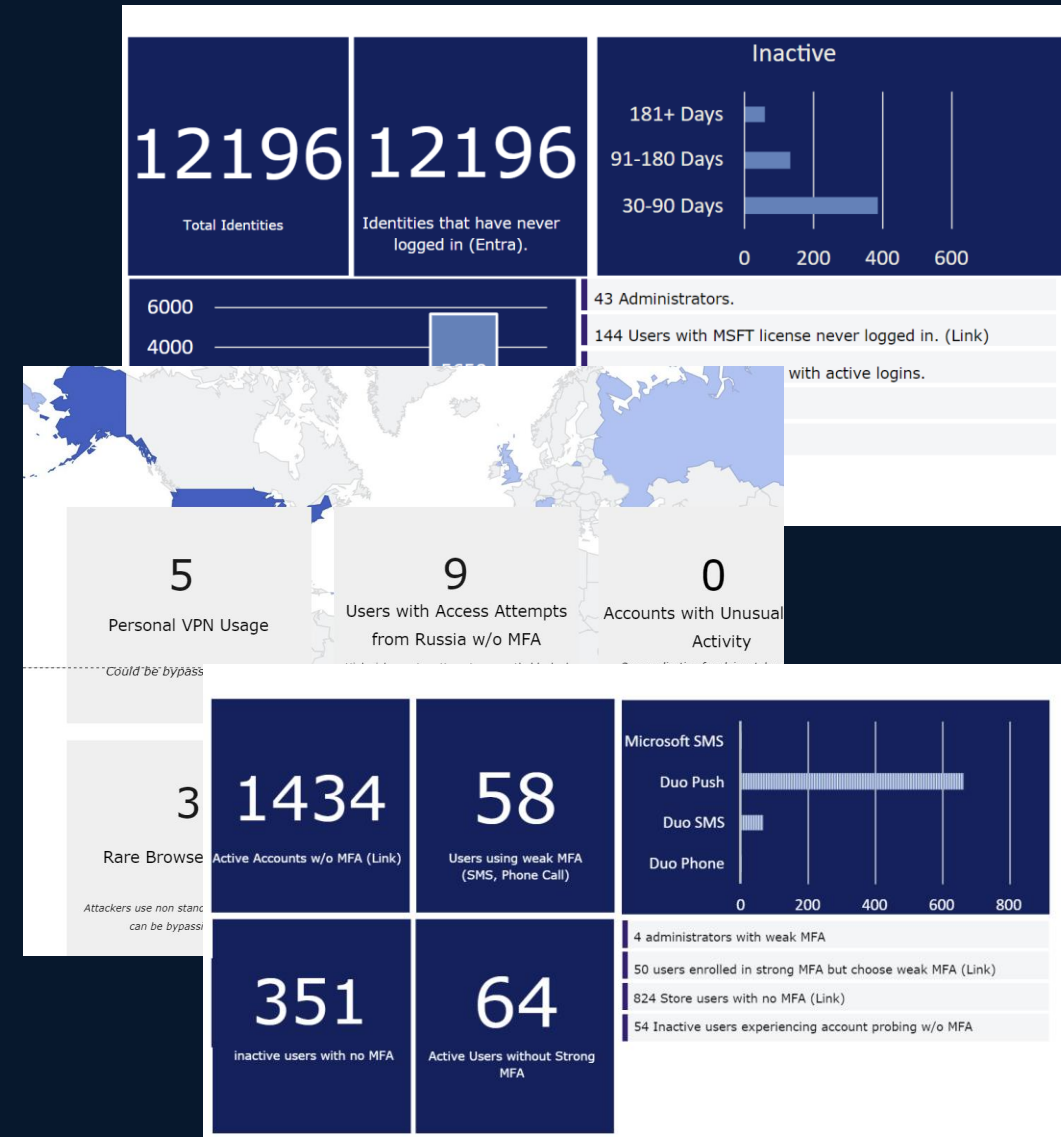 12196
Total Identities
12196
Identities that have never
logged in (Entra).
Inactive
181+ Days
91-180 Days
30-90 Days
0 200 400 600
6000
4000
43 Administrators.
144 Users with MSFT license never logged in. (Link)
with active logins.
5
Personal VPN Usage
Could be bypass
9
Users with Access Attempts
from Russia w/o MFA
0
Accounts with Unusual
Activity
3
Rare Browse
Attackers use non stand
can be bypassi
1434
Active Accounts w/o MFA (Link)
58
Users using weak MFA
(SMS, Phone Call)
Microsoft SMS
Duo Push
Duo SMS
Duo Phone
0 200 400 600 800
351
inactive users with no MFA
64
Active Users without Strong
MFA
4 administrators with weak MFA
50 users enrolled in strong MFA but choose weak MFA (Link)
824 Store users with no MFA (Link)
54 Inactive users experiencing account probing w/o MFA